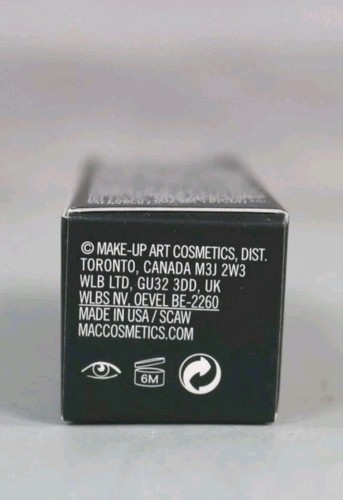 © MAKE-UP ART COSMETICS, DIST.
TORONTO, CANADA M3J 2W3
WLB LTD, GU32 3DD, UK
WLBS NV, OEVEL BE-2260
MADE IN USA / SCAW
MACCOSMETICS.COM
6M